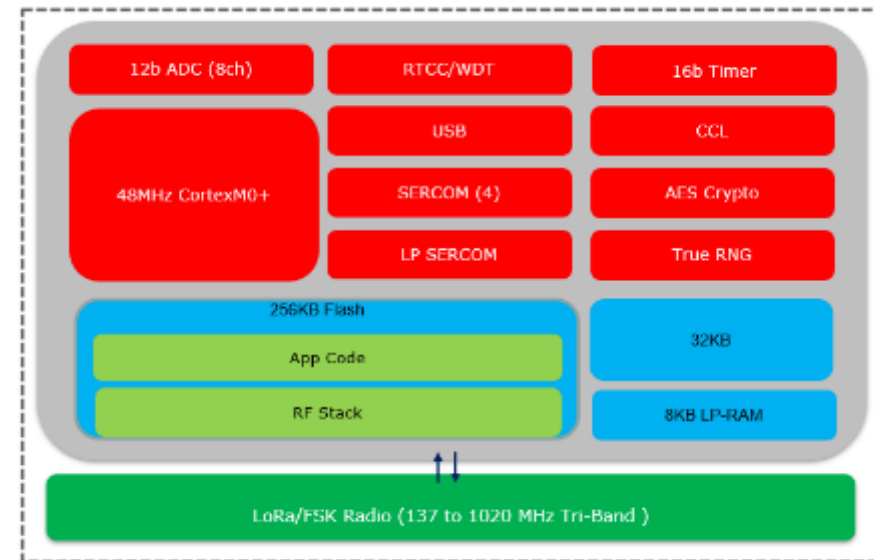 12b ADC (8ch)
RTCC/WDT
16b Timer
48MHz CortexM0+
USB
CCL
SERCOM (4)
AES Crypto
LP SERCOM
True RNG
256KB Flash
App Code
RF Stack
32KB
8KB LP-RAM
LoRa/FSK Radio (137 to 1020 MHz Tri-Band )